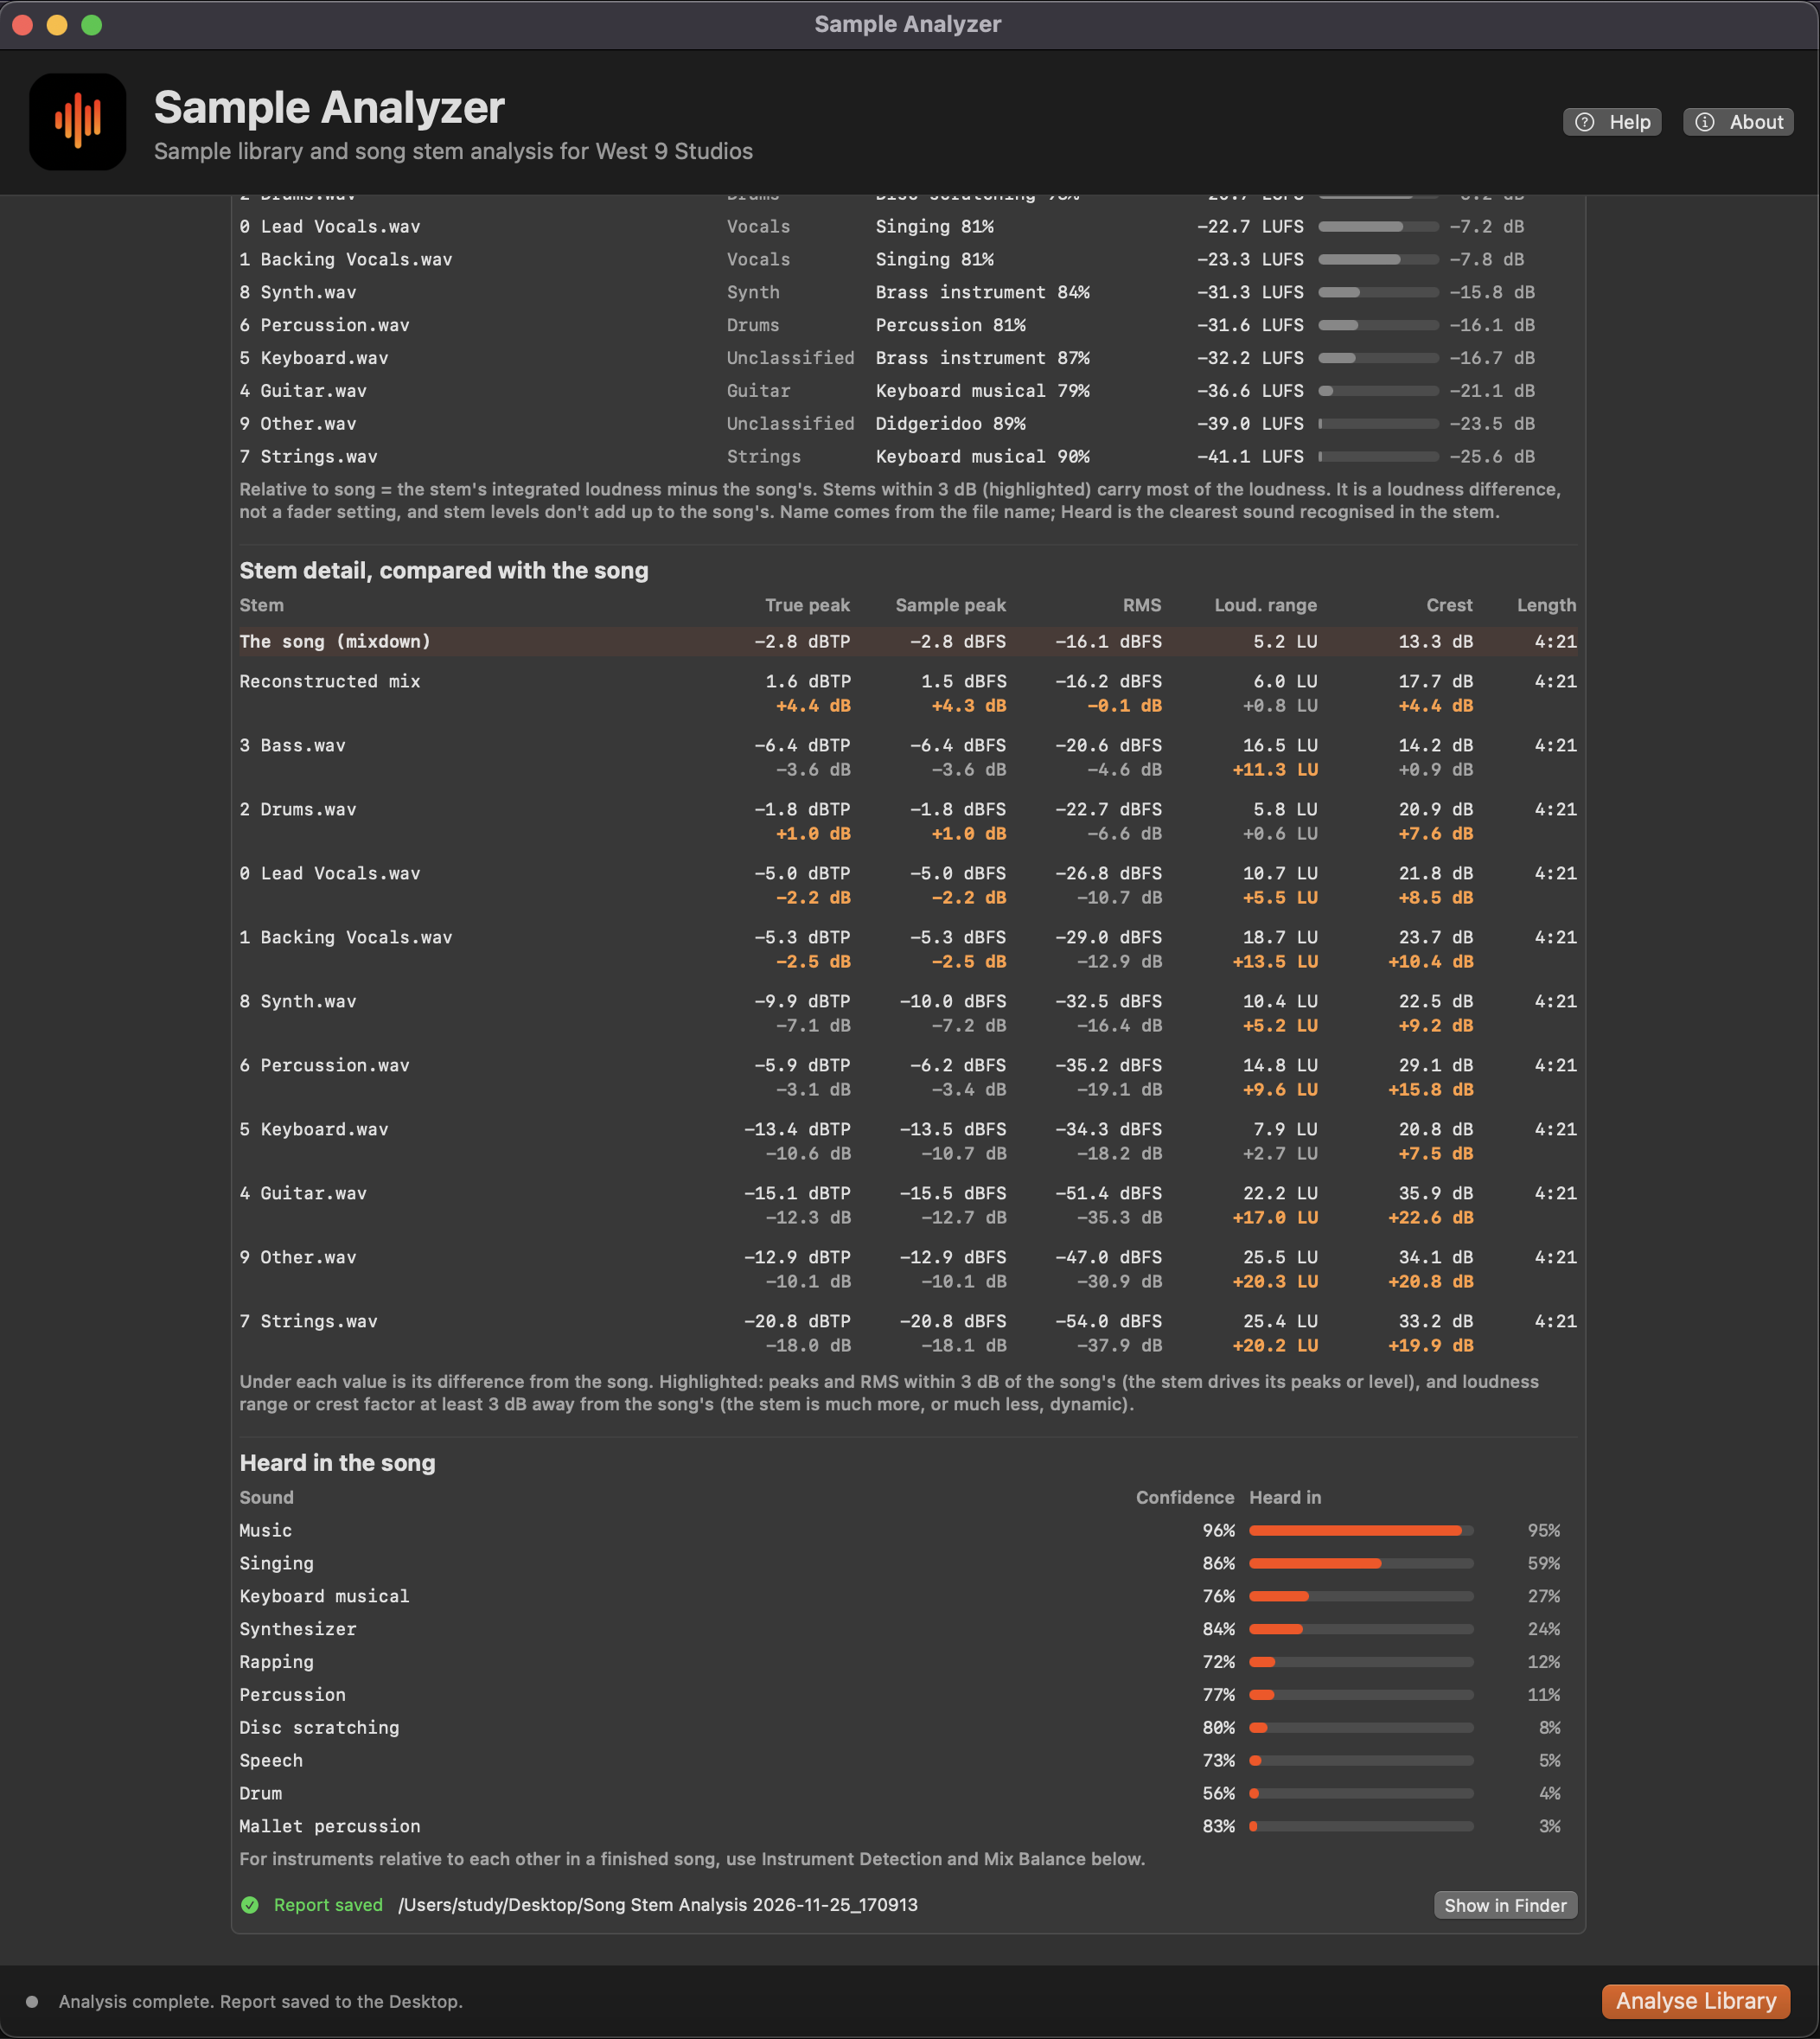 Sample Analyzer
Sample Analyzer
Sample library and song stem analysis for West 9 Studios
Help
About
2 Drums.wav Drums Disc scratching
0 Lead Vocals.wav Vocals Singing 81% −22.7 LUFS −7.2 dB
1 Backing Vocals.wav Vocals Singing 81% −23.3 LUFS −7.8 dB
8 Synth.wav Synth Brass instrument 84% −31.3 LUFS −15.8 dB
6 Percussion.wav Drums Percussion 81% −31.6 LUFS −16.1 dB
5 Keyboard.wav Unclassified Brass instrument 87% −32.2 LUFS −16.7 dB
4 Guitar.wav Guitar Keyboard musical 79% −36.6 LUFS −21.1 dB
9 Other.wav Unclassified Didgeridoo 89% −39.0 LUFS −23.5 dB
7 Strings.wav Strings Keyboard musical 90% −41.1 LUFS −25.6 dB
Relative to song = the stem's integrated loudness minus the song's. Stems within 3 dB (highlighted) carry most of the loudness. It is a loudness difference,
not a fader setting, and stem levels don't add up to the song's. Name comes from the file name; Heard is the clearest sound recognised in the stem.
Stem detail, compared with the song
Stem True peak Sample peak RMS Loud. range Crest Length
The song (mixdown) −2.8 dBTP −2.8 dBFS −16.1 dBFS 5.2 LU 13.3 dB 4:21
Reconstructed mix 1.6 dBTP 1.5 dBFS −16.2 dBFS 6.0 LU 17.7 dB 4:21
+4.4 dB +4.3 dB −0.1 dB +0.8 LU +4.4 dB
3 Bass.wav −6.4 dBTP −6.4 dBFS −20.6 dBFS 16.5 LU 14.2 dB 4:21
−3.6 dB −3.6 dB −4.6 dB +11.3 LU +0.9 dB
2 Drums.wav −1.8 dBTP −1.8 dBFS −22.7 dBFS 5.8 LU 20.9 dB 4:21
+1.0 dB +1.0 dB −6.6 dB +0.6 LU +7.6 dB
0 Lead Vocals.wav −5.0 dBTP −5.0 dBFS −26.8 dBFS 10.7 LU 21.8 dB 4:21
−2.2 dB −2.2 dB −10.7 dB +5.5 LU +8.5 dB
1 Backing Vocals.wav −5.3 dBTP −5.3 dBFS −29.0 dBFS 18.7 LU 23.7 dB 4:21
−2.5 dB −2.5 dB −12.9 dB +13.5 LU +10.4 dB
8 Synth.wav −9.9 dBTP −10.0 dBFS −32.5 dBFS 10.4 LU 22.5 dB 4:21
−7.1 dB −7.2 dB −16.4 dB +5.2 LU +9.2 dB
6 Percussion.wav −5.9 dBTP −6.2 dBFS −35.2 dBFS 14.8 LU 29.1 dB 4:21
−3.1 dB −3.4 dB −19.1 dB +9.6 LU +15.8 dB
5 Keyboard.wav −13.4 dBTP −13.5 dBFS −34.3 dBFS 7.9 LU 20.8 dB 4:21
−10.6 dB −10.7 dB −18.2 dB +2.7 LU +7.5 dB
4 Guitar.wav −15.1 dBTP −15.5 dBFS −51.4 dBFS 22.2 LU 35.9 dB 4:21
−12.3 dB −12.7 dB −35.3 dB +17.0 LU +22.6 dB
9 Other.wav −12.9 dBTP −12.9 dBFS −47.0 dBFS 25.5 LU 34.1 dB 4:21
−10.1 dB −10.1 dB −30.9 dB +20.3 LU +20.8 dB
7 Strings.wav −20.8 dBTP −20.8 dBFS −54.0 dBFS 25.4 LU 33.2 dB 4:21
−18.0 dB −18.1 dB −37.9 dB +20.2 LU +19.9 dB
Under each value is its difference from the song. Highlighted: peaks and RMS within 3 dB of the song's (the stem drives its peaks or level), and loudness
range or crest factor at least 3 dB away from the song's (the stem is much more, or much less, dynamic).
Heard in the song
Sound Confidence Heard in
Music 96% 95%
Singing 86% 59%
Keyboard musical 76% 27%
Synthesizer 84% 24%
Rapping 72% 12%
Percussion 77% 11%
Disc scratching 80% 8%
Speech 73% 5%
Drum 56% 4%
Mallet percussion 83% 3%
For instruments relative to each other in a finished song, use Instrument Detection and Mix Balance below.
Report saved /Users/study/Desktop/Song Stem Analysis 2026-11-25_170913
Show in Finder
Analysis complete. Report saved to the Desktop.
Analyse Library